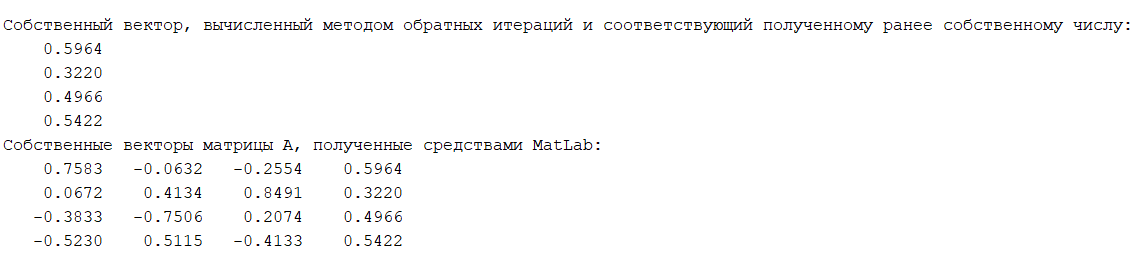 Собственный вектор, вычисленный методом обратных итераций и соответствующий полученному ранее собственному числу:
0.5964
0.3220
0.4966
0.5422
Собственные векторы матрицы A, полученные средствами MatLab:
0.7583 -0.0632 -0.2554 0.5964
0.0672 0.4134 0.8491 0.3220
-0.3833 -0.7506 0.2074 0.4966
-0.5230 0.5115 -0.4133 0.5422